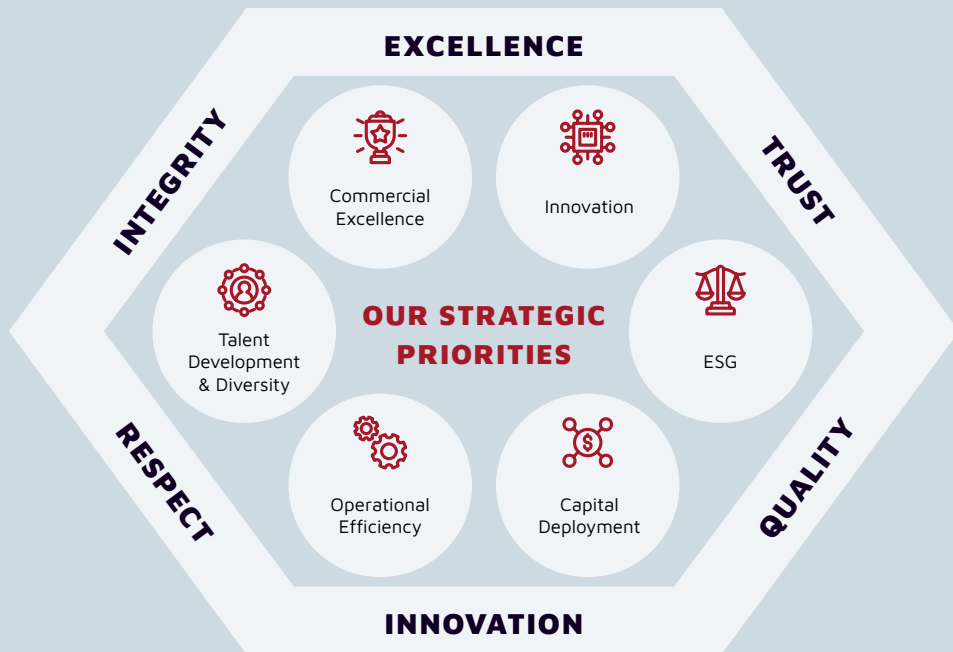 EXCELLENCE
INTEGRITY
TRUST
Commercial
Excellence
Innovation
OUR STRATEGIC
PRIORITIES
Talent
Development
& Diversity
ESG
Operational
Efficiency
Capital
Deployment
RESPECT
QUALITY
INNOVATION